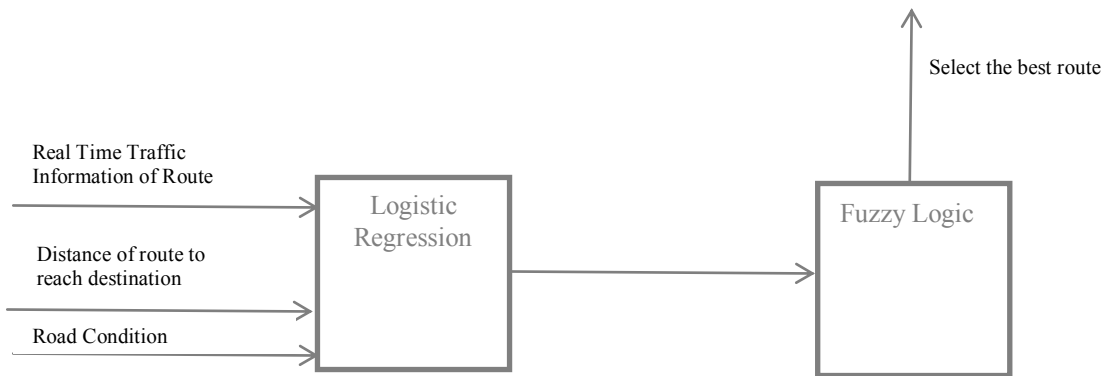 Select the best route
Real Time Traffic
Information of Route
Logistic
Regression
Fuzzy Logic
Distance of route to
reach destination
Road Condition